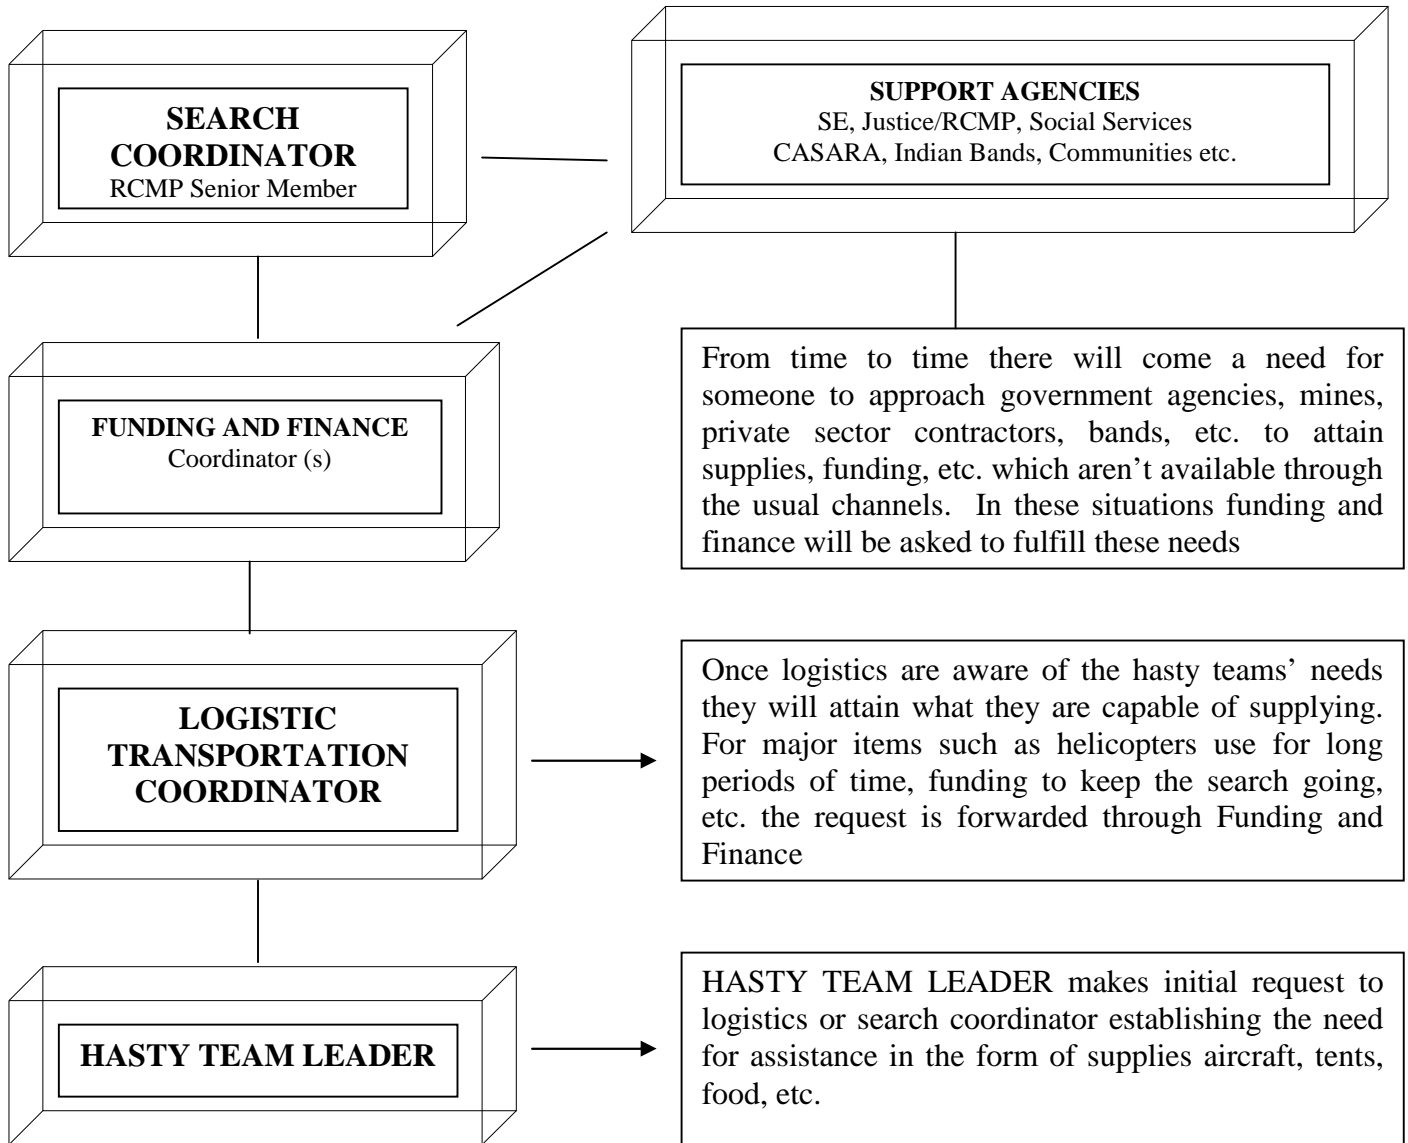 SEARCH
COORDINATOR
RCMP Senior Member
SUPPORT AGENCIES
SE, Justice/RCMP, Social Services
CASARA, Indian Bands, Communities etc.
FUNDING AND FINANCE
Coordinator (s)
From time to time there will come a need for
someone to approach government agencies, mines,
private sector contractors, bands, etc. to attain
supplies, funding, etc. which aren’t available through
the usual channels. In these situations funding and
finance will be asked to fulfill these needs
LOGISTIC
TRANSPORTATION
COORDINATOR
Once logistics are aware of the hasty teams’ needs
they will attain what they are capable of supplying.
For major items such as helicopters use for long
periods of time, funding to keep the search going,
etc. the request is forwarded through Funding and
Finance
HASTY TEAM LEADER
HASTY TEAM LEADER makes initial request to
logistics or search coordinator establishing the need
for assistance in the form of supplies aircraft, tents,
food, etc.